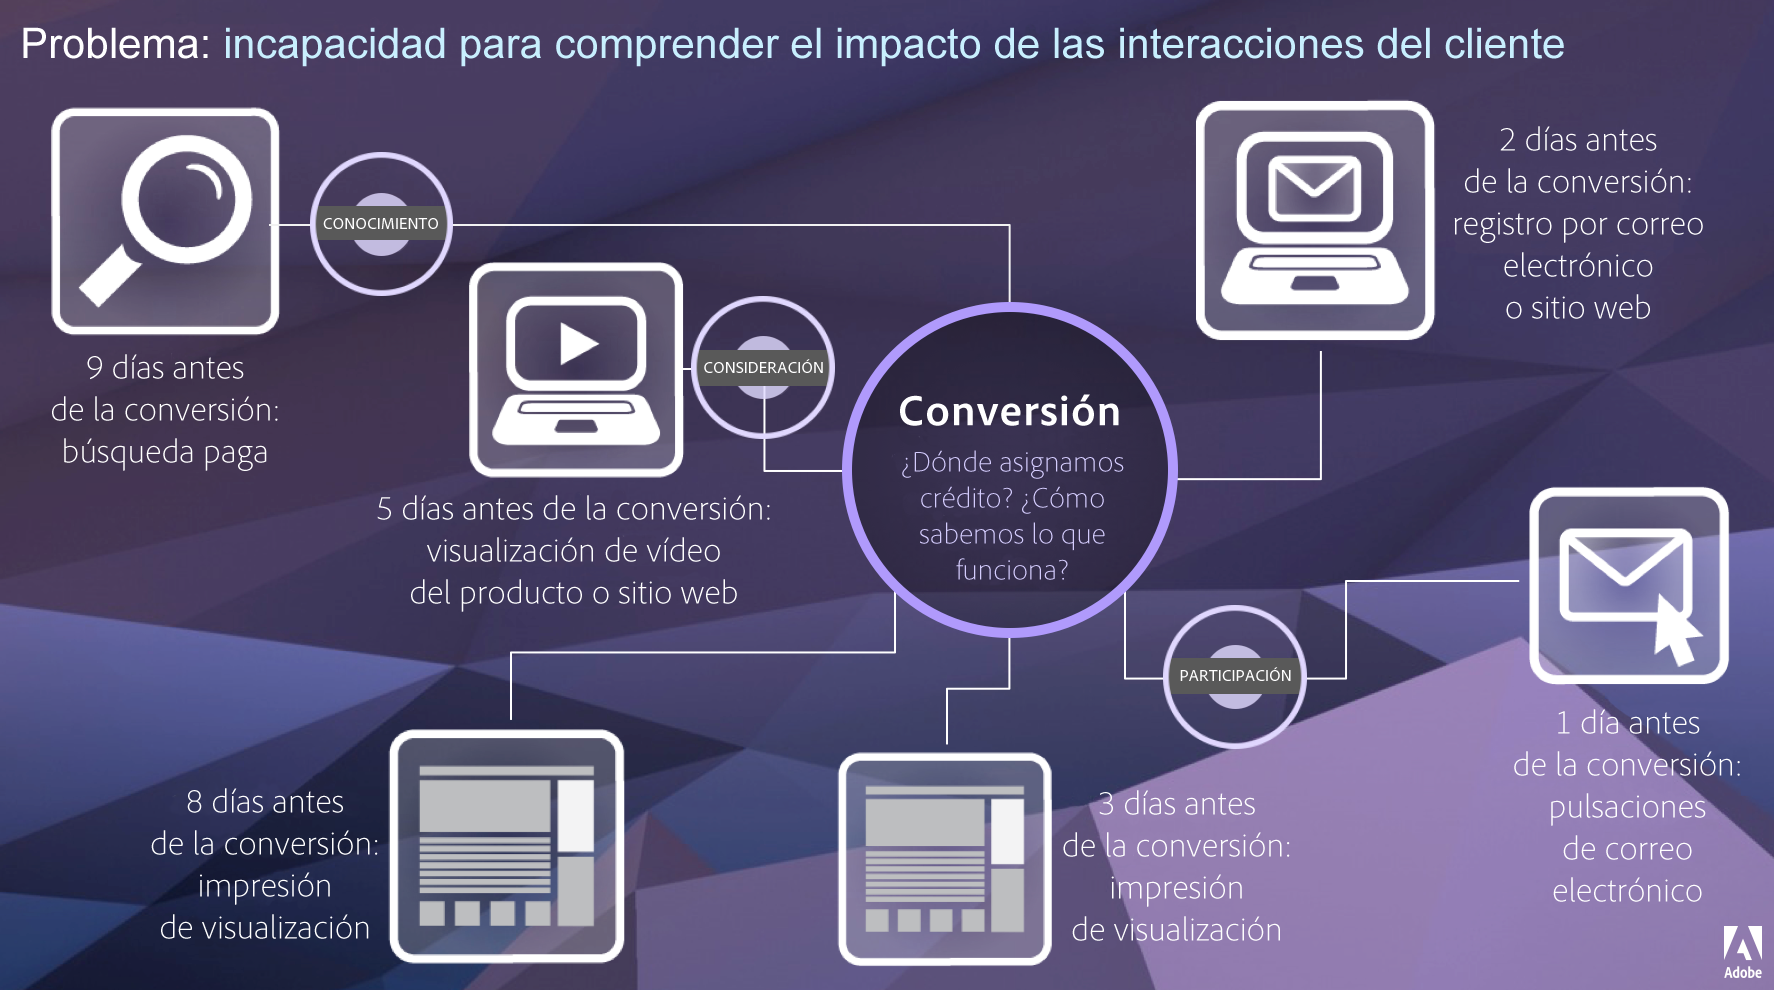 Problema: incapacidad para comprender el impacto de las interacciones del cliente
CONOCIMIENTO
9 días antes
de la conversión:
búsqueda paga
CONSIDERACIÓN
5 días antes de la conversión:
visualización de vídeo
del producto o sitio web
Conversión
¿Dónde asignamos
crédito? ¿Cómo
sabemos lo que
funciona?
2 días antes
de la conversión:
registro por correo
electrónico
o sitio web
PARTICIPACIÓN
1 día antes
de la conversión:
pulsaciones
de correo
electrónico
8 días antes
de la conversión:
impresión
de visualización
3 días antes
de la conversión:
impresión
de visualización
Adobe